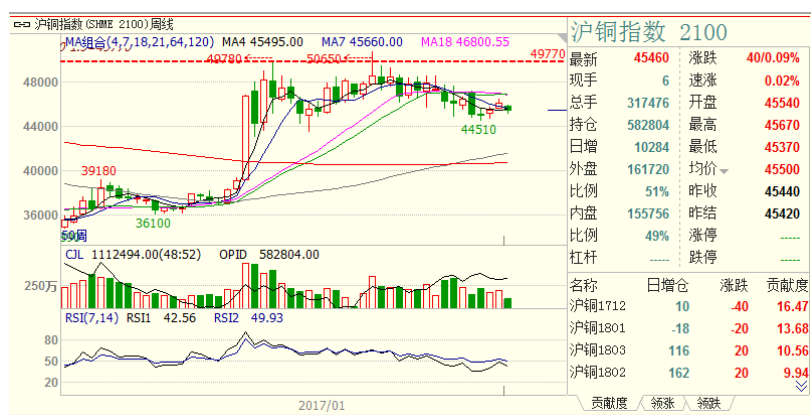 沪铜指数(SHME 2100)周线
MA组合(4,7,18,21,64,120) MA4 45495.00 MA7 45660.00 MA18 46800.55
49780
50650
49770
48000
44000
44510
40000
39180
36000
36100
59周
CJL 1112494.00(48:52) OPID 582804.00
250万
RSI(7,14) RSI1 42.56 RSI2 49.93
80
50
20
2017/01
沪铜指数 2100
最新 45460 涨跌 40/0.09%
现手 6 速涨 0.02%
总手 317476 开盘 45540
持仓 582804 最高 45670
日增 10284 最低 45370
外盘 161720 均价 45500
比例 51% 昨收 45440
内盘 155756 昨结 45420
比例 49% 涨停 -----
杠杆 ----- 跌停 -----
名称 日增仓 涨跌 贡献度
沪铜1712 10 -40 16.47
沪铜1801 -18 -20 13.68
沪铜1803 116 20 10.56
沪铜1802 162 20 9.94
贡献度 领涨 领跌